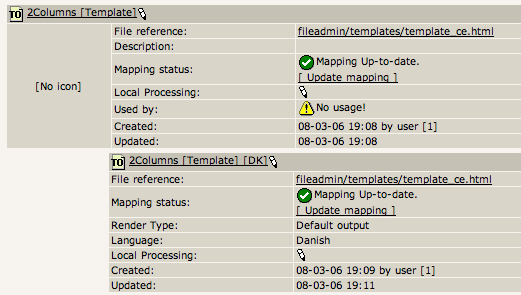 TO 2Columns [Template]
File reference: fileadmin/templates/template_ce.html
Description:
Mapping status: Mapping Up-to-date.
[ Update mapping ]
[No icon]
Local Processing:
Used by: No usage!
Created: 08-03-06 19:08 by user [1]
Updated: 08-03-06 19:08
TO 2Columns [Template] [DK]
File reference: fileadmin/templates/template_ce.html
Mapping status: Mapping Up-to-date.
[ Update mapping ]
Render Type: Default output
Language: Danish
Local Processing:
Created: 08-03-06 19:09 by user [1]
Updated: 08-03-06 19:11